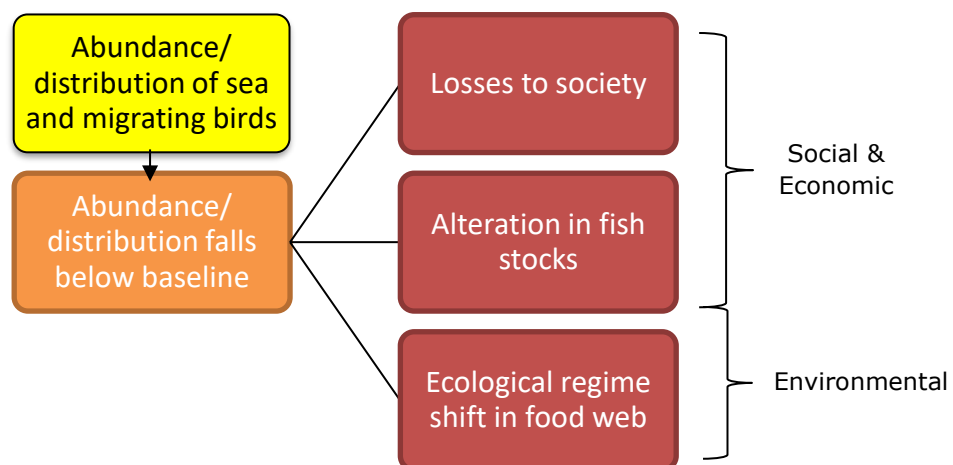 Abundance/
distribution of sea
and migrating birds
Abundance/
distribution falls
below baseline
Losses to society
Alteration in fish
stocks
Ecological regime
shift in food web
Social &
Economic
Environmental